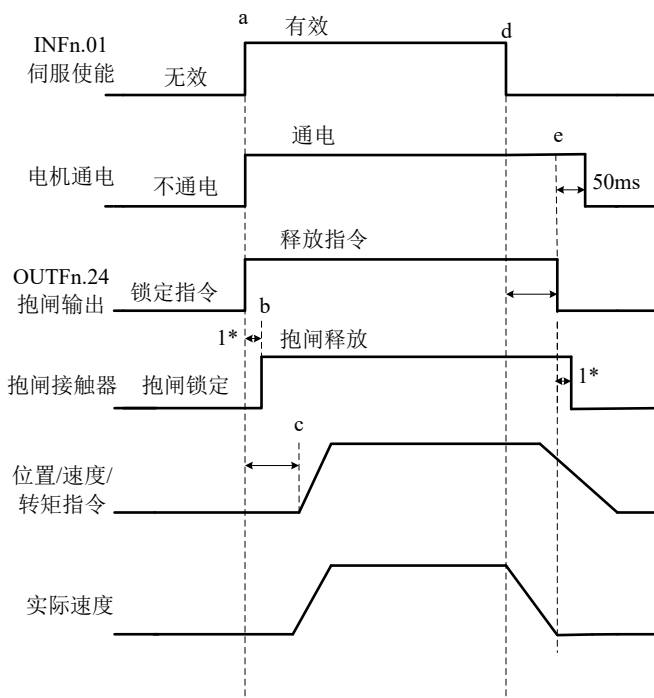 a
有效
d
INFn.01
伺服使能
无效
通电
e
电机通电
不通电
50ms
释放指令
OUTFn.24
抱闸输出
锁定指令
b
1*
抱闸释放
抱闸接触器
抱闸锁定
1*
c
位置/速度/
转矩指令
实际速度